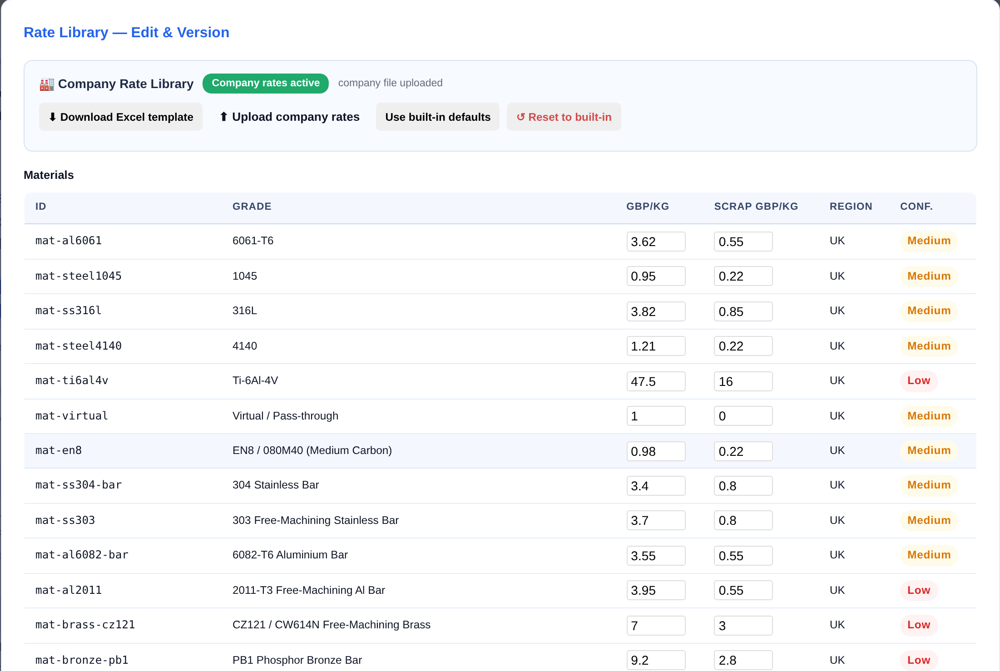 Rate Library — Edit & Version
🏭 Company Rate Library Company rates active company file uploaded
⬇ Download Excel template ⬆ Upload company rates Use built-in defaults ↺ Reset to built-in
Materials
ID GRADE GBP/KG SCRAP GBP/KG REGION CONF.
mat-al6061 6061-T6 3.62 0.55 UK Medium
mat-steel1045 1045 0.95 0.22 UK Medium
mat-ss316l 316L 3.82 0.85 UK Medium
mat-steel4140 4140 1.21 0.22 UK Medium
mat-ti6al4v Ti-6Al-4V 47.5 16 UK Low
mat-virtual Virtual / Pass-through 1 0 UK Medium
mat-en8 EN8 / 080M40 (Medium Carbon) 0.98 0.22 UK Medium
mat-ss304-bar 304 Stainless Bar 3.4 0.8 UK Medium
mat-ss303 303 Free-Machining Stainless Bar 3.7 0.8 UK Medium
mat-al6082-bar 6082-T6 Aluminium Bar 3.55 0.55 UK Medium
mat-al2011 2011-T3 Free-Machining Al Bar 3.95 0.55 UK Low
mat-brass-cz121 CZ121 / CW614N Free-Machining Brass 7 3 UK Low
mat-bronze-pb1 PB1 Phosphor Bronze Bar 9.2 2.8 UK Low